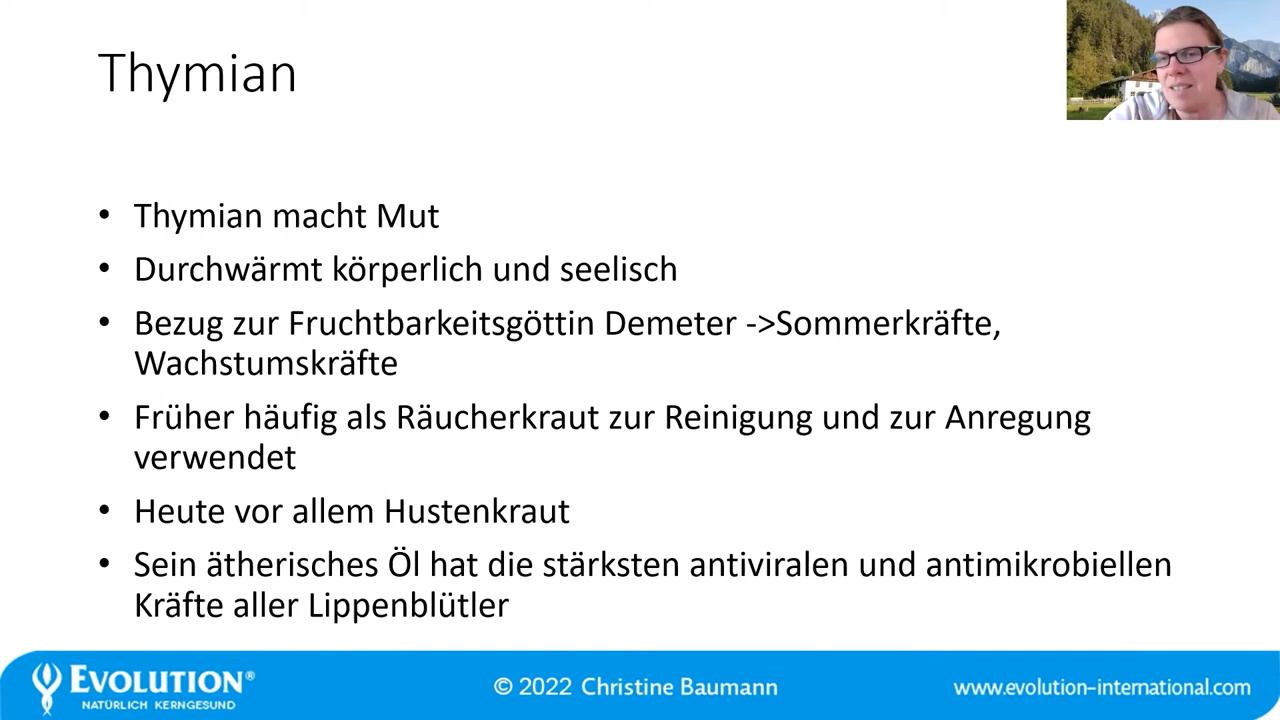 Thymian
• Thymian macht Mut
• Durchwärmt körperlich und seelisch
• Bezug zur Fruchtbarkeitsgöttin Demeter ->Sommerkräfte,
Wachstumskräfte
• Früher häufig als Räucherkraut zur Reinigung und zur Anregung
verwendet
• Heute vor allem Hustenkraut
• Sein ätherisches Öl hat die stärksten antiviralen und antimikrobiellen
Kräfte aller Lippenblütler
EVOLUTION®
NATÜRLICH KERNGESUND
© 2022 Christine Baumann
www.evolution-international.com